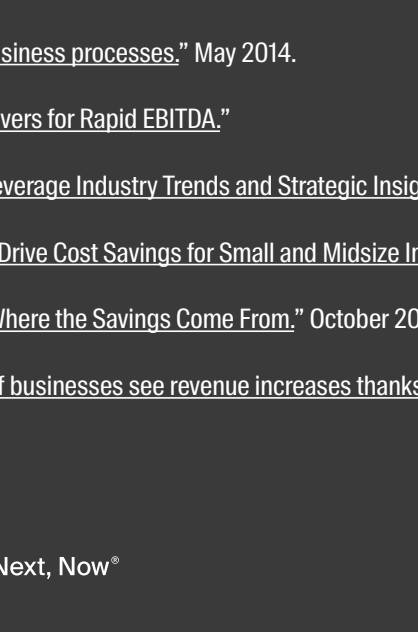 siness processes.” May 2014.
vers for Rapid EBITDA.”
everage Industry Trends and Strategic Insig
Drive Cost Savings for Small and Midsize In
Where the Savings Come From.” October 20
f businesses see revenue increases thanks
Next, Now®